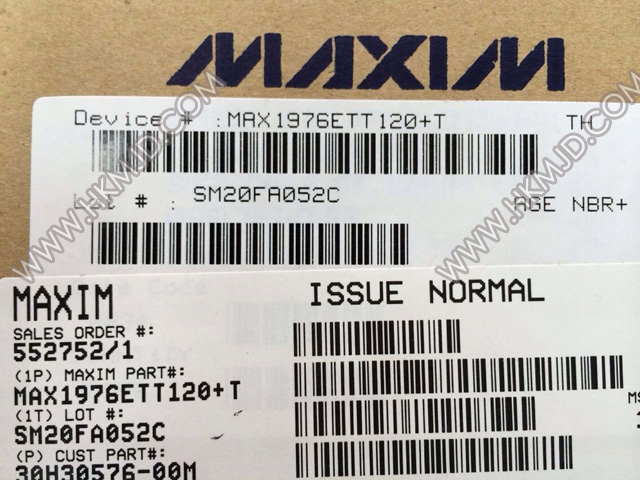 MAXIM
Device # : MAX1976ETT120+T TH
Lot # : SM20FA052C AGE NBR+
MAXIM ISSUE NORMAL
SALES ORDER #:
552752/1
(1P) MAXIM PART#:
MAX1976ETT120+T
(1T) LOT #:
SM20FA052C
(P) CUST PART#:
30H30576-00M
WWW.HKMJD.COM
WWW.HKMJD.COM